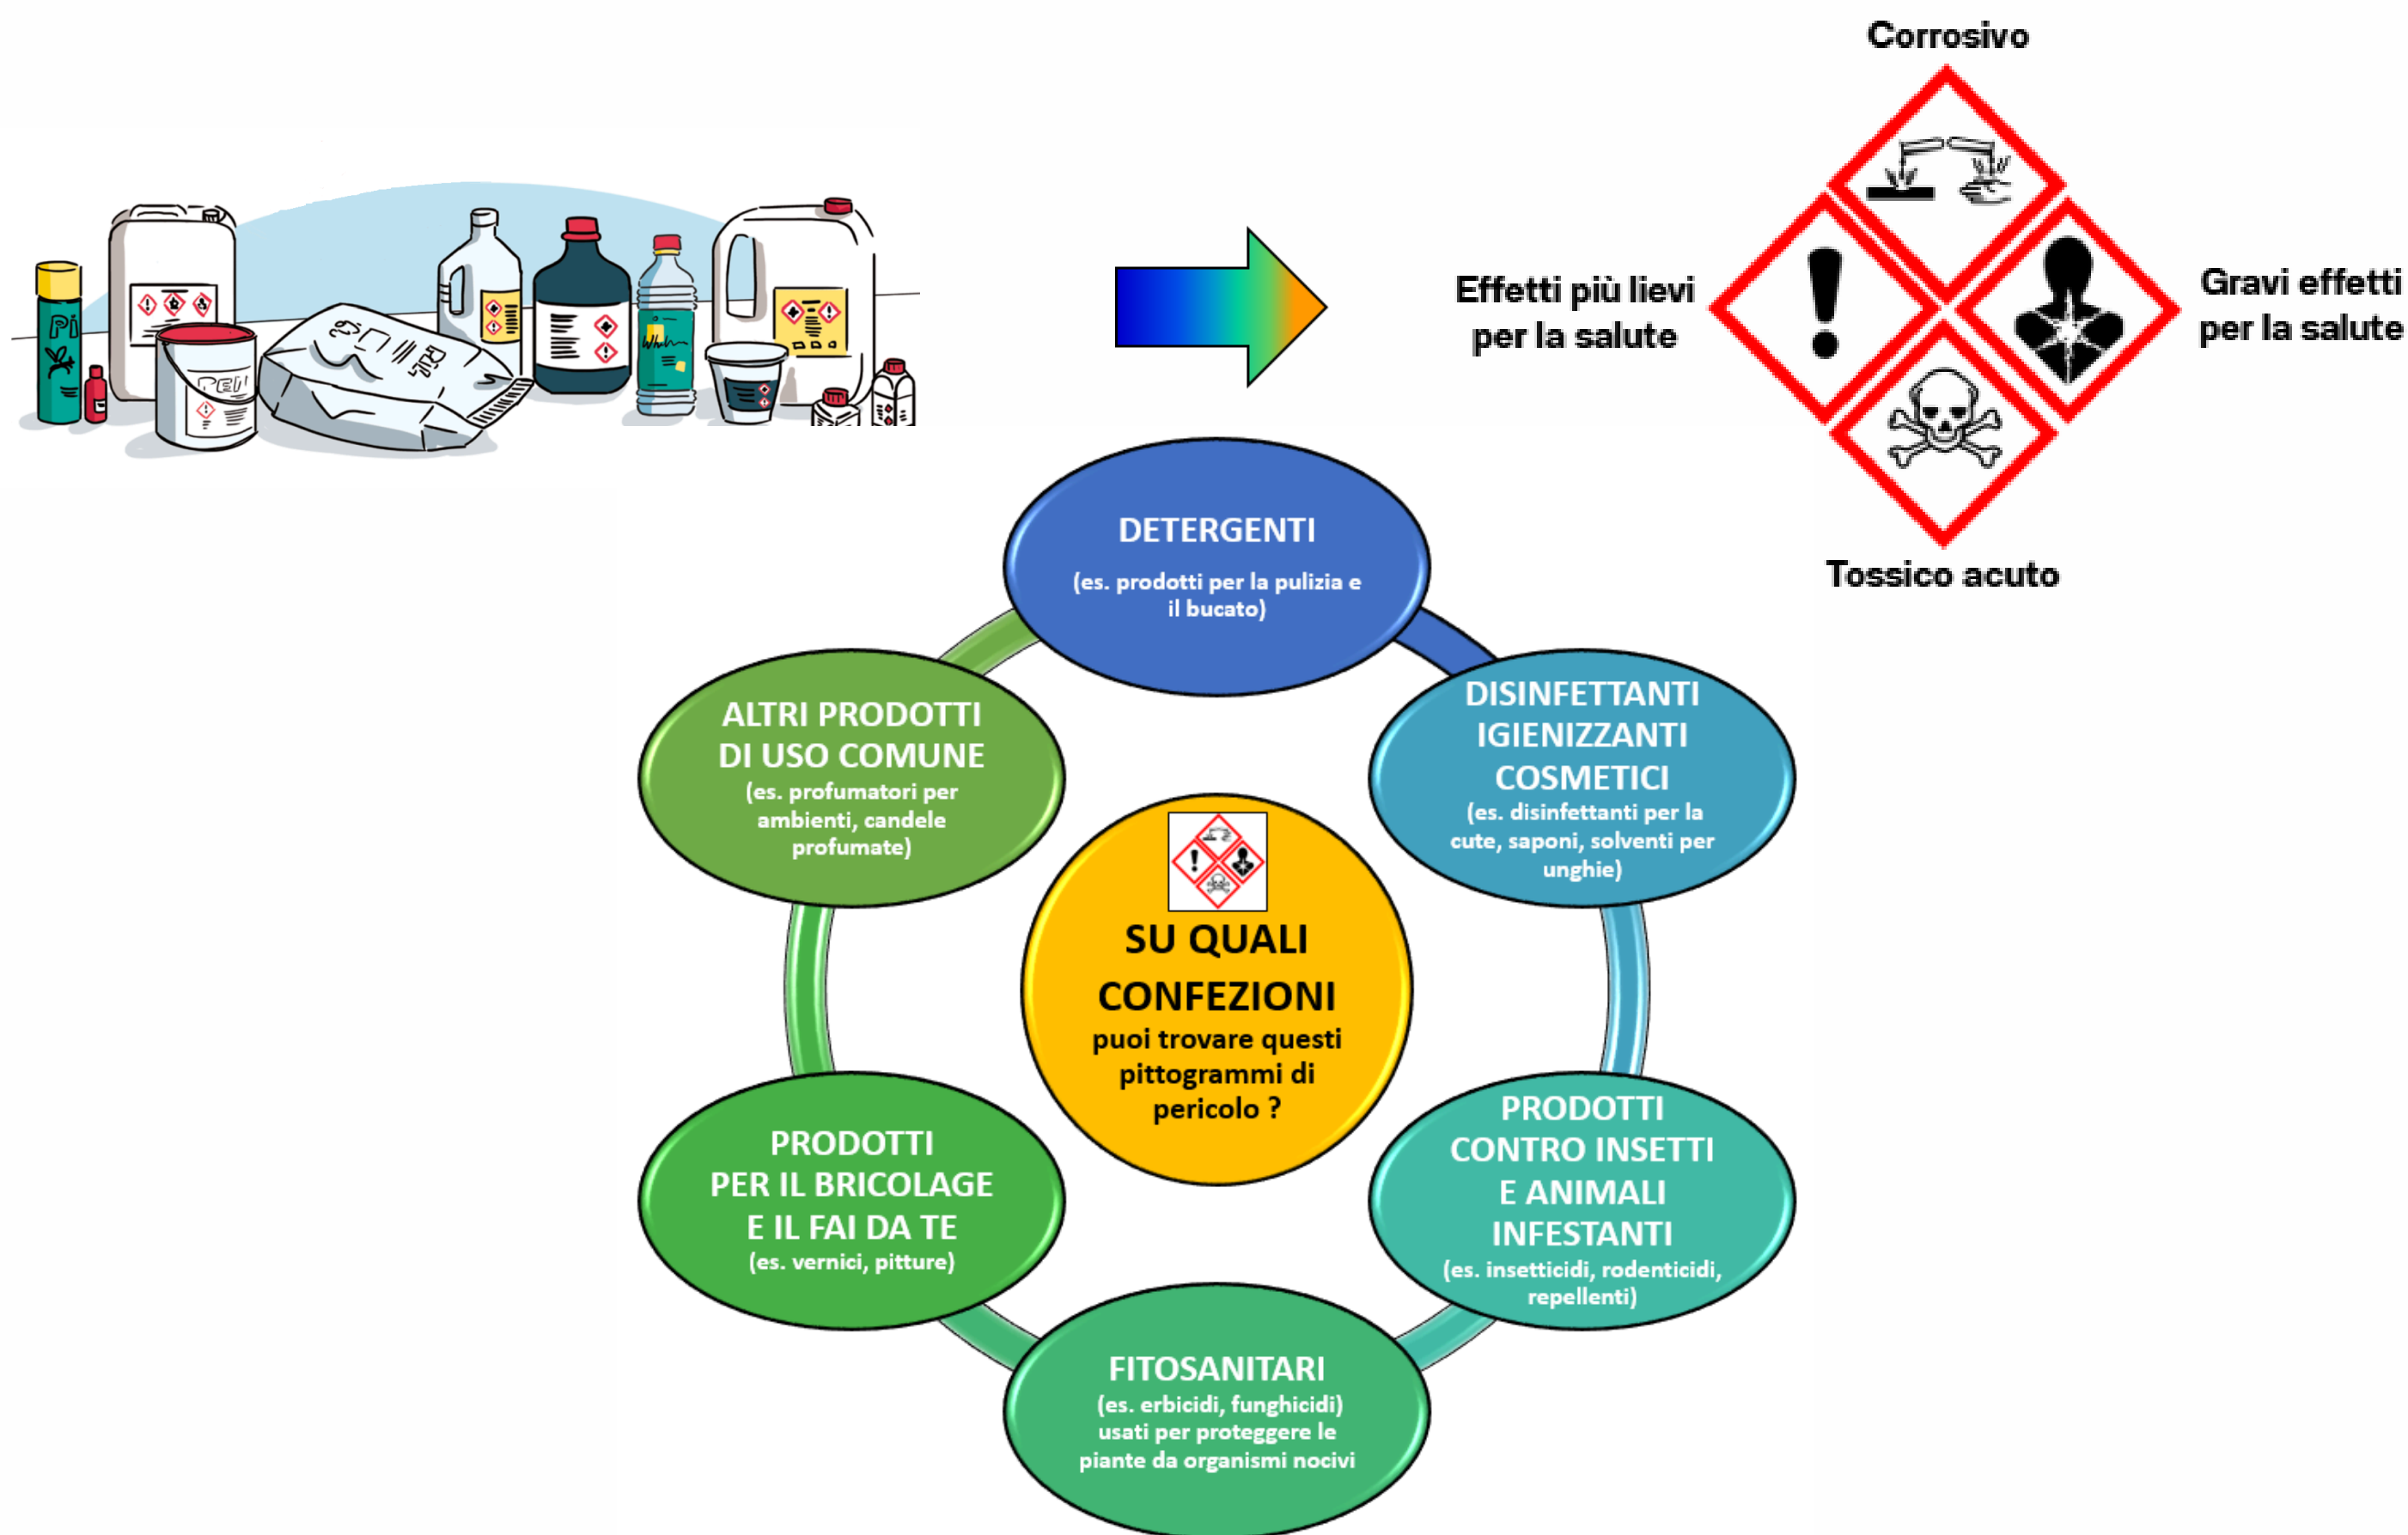 Corrosivo
Effetti più lievi
per la salute
Gravi effetti
per la salute
Tossico acuto
Pi
DETERGENTI
(es. prodotti per la pulizia e
il bucato)
DISINFETTANTI
IGIENIZZANTI
COSMETICI
(es. disinfettanti per la
cute, saponi, solventi per
unghie)
PRODOTTI
CONTRO INSETTI
E ANIMALI
INFESTANTI
(es. insetticidi, rodenticidi,
repellenti)
FITOSANITARI
(es. erbicidi, funghicidi)
usati per proteggere le
piante da organismi nocivi
PRODOTTI
PER IL BRICOLAGE
E IL FAI DA TE
(es. vernici, pitture)
ALTRI PRODOTTI
DI USO COMUNE
(es. profumatori per
ambienti, candele
profumate)
SU QUALI
CONFEZIONI
puoi trovare questi
pittogrammi di
pericolo ?